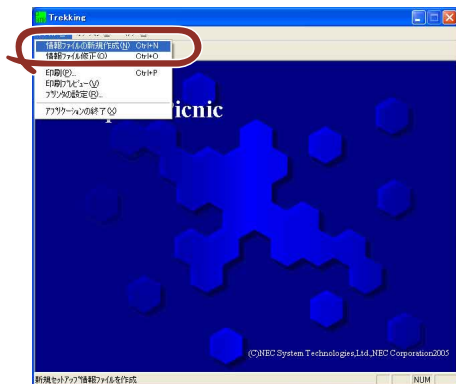 Trekking
情報ファイルの新規作成(N) Ctrl+N
情報ファイル修正(O) Ctrl+O
印刷(P)... Ctrl+P
印刷プレビュー(V)
プリンタの設定(R)...
アプリケーションの終了(X)
icnic
(C)NEC System Technologies,Ltd.,NEC Corporation2005
新規セットアップ情報ファイルを作成
NUM